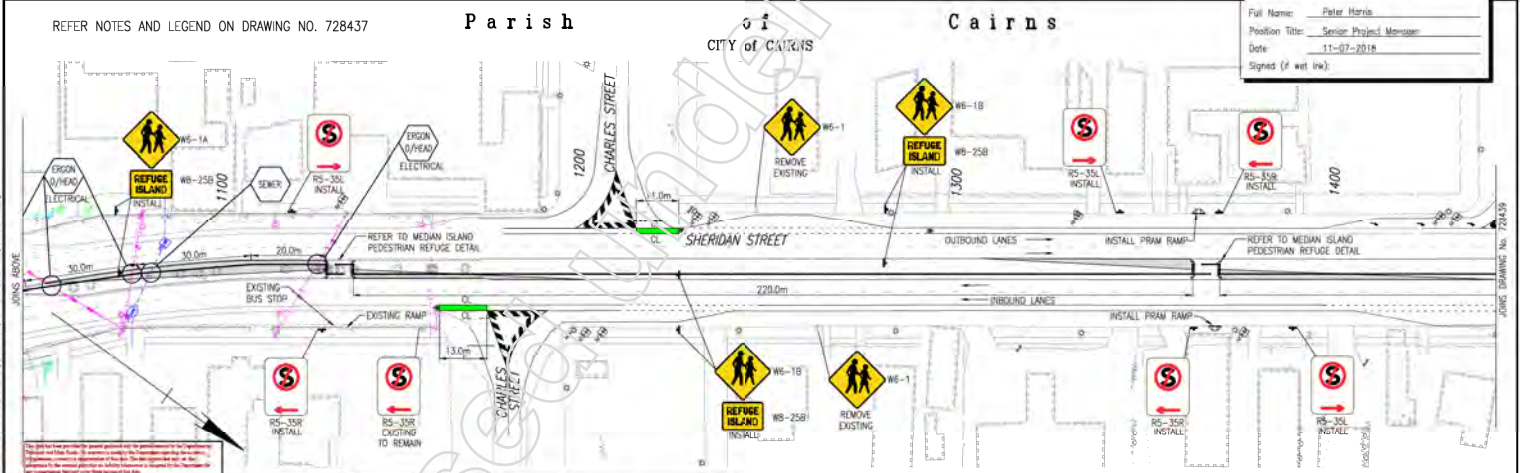 REFER NOTES AND LEGEND ON DRAWING NO. 728437
Parish of Cairns
CITY of CAIRNS
Full Name: Peter Harris
Position Title: Senior Project Manager
Date 11-07-2018
Signed (if wet ink):
ERGON
O/HEAD
ELECTRICAL
W6-1A
REFUGE
ISLAND
W8-25B
INSTALL
1100
SEWER
S
R5-35L
INSTALL
ERGON
O/HEAD
ELECTRICAL
1200
CHARLES STREET
W6-1
REMOVE
EXISTING
W6-1B
REFUGE
ISLAND
W8-25B
INSTALL
1300
S
R5-35L
INSTALL
S
R5-35R
INSTALL
1400
JOINS ABOVE
30.0m
30.0m
20.0m
REFER TO MEDIAN ISLAND
PEDESTRIAN REFUGE DETAIL
11.0m
CL
SHERIDAN STREET
OUTBOUND LANES
INSTALL PRAM RAMP
REFER TO MEDIAN ISLAND
PEDESTRIAN REFUGE DETAIL
JOINS DRAWING No. 728439
EXISTING
BUS STOP
EXISTING RAMP
CL
220.0m
INBOUND LANES
INSTALL PRAM RAMP
13.0m
CHARLES
STREET
S
R5-35R
INSTALL
S
R5-35R
EXISTING
TO REMAIN
W6-1B
REFUGE
ISLAND
W8-25B
INSTALL
W6-1
REMOVE
EXISTING
S
R5-35R
INSTALL
S
R5-35L
INSTALL